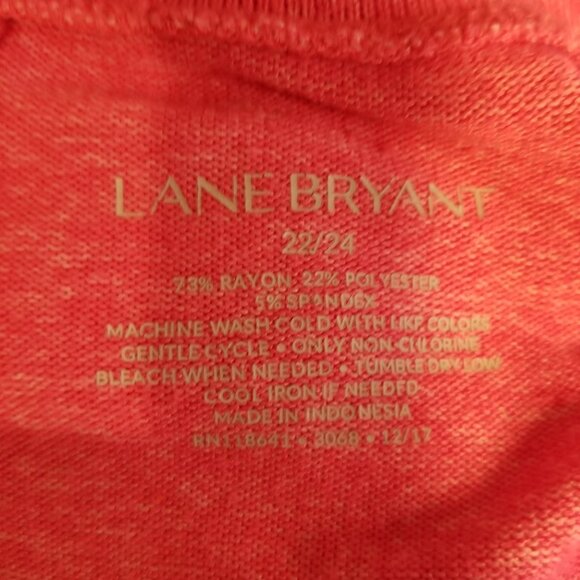 LANE BRYANT
22/24
73% RAYON, 22% POLYESTER
5% SPANDEX
MACHINE WASH COLD WITH LIKE COLORS
GENTLE CYCLE • ONLY NON-CHLORINE
BLEACH WHEN NEEDED • TUMBLE DRY LOW
COOL IRON IF NEEDED
MADE IN INDONESIA
RN118641 • 3068 • 12/17